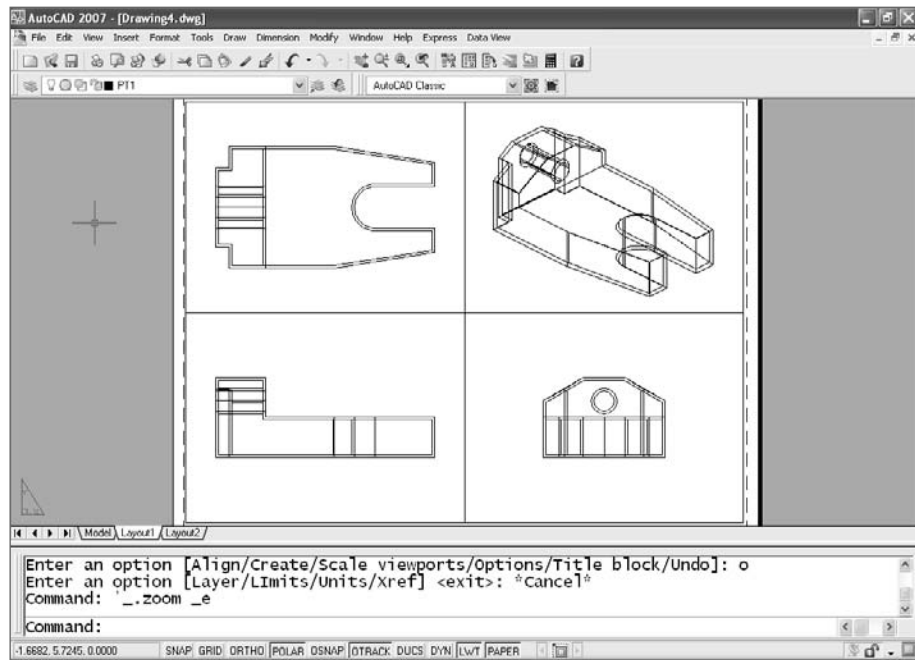 AutoCAD 2007 - [Drawing4.dwg]
File Edit View Insert Format Tools Draw Dimension Modify Window Help Express Data View
PT1 AutoCAD Classic
Model Layout1 Layout2
Enter an option [Align/Create/Scale viewports/Options/Title block/Undo]: o
Enter an option [Layer/LImits/Units/Xref] <exit>: *Cancel*
Command: '_.zoom _e
Command:
-1.6682, 5.7245, 0.0000 SNAP GRID ORTHO POLAR OSNAP OTRACK DUCS DYN LWT PAPER